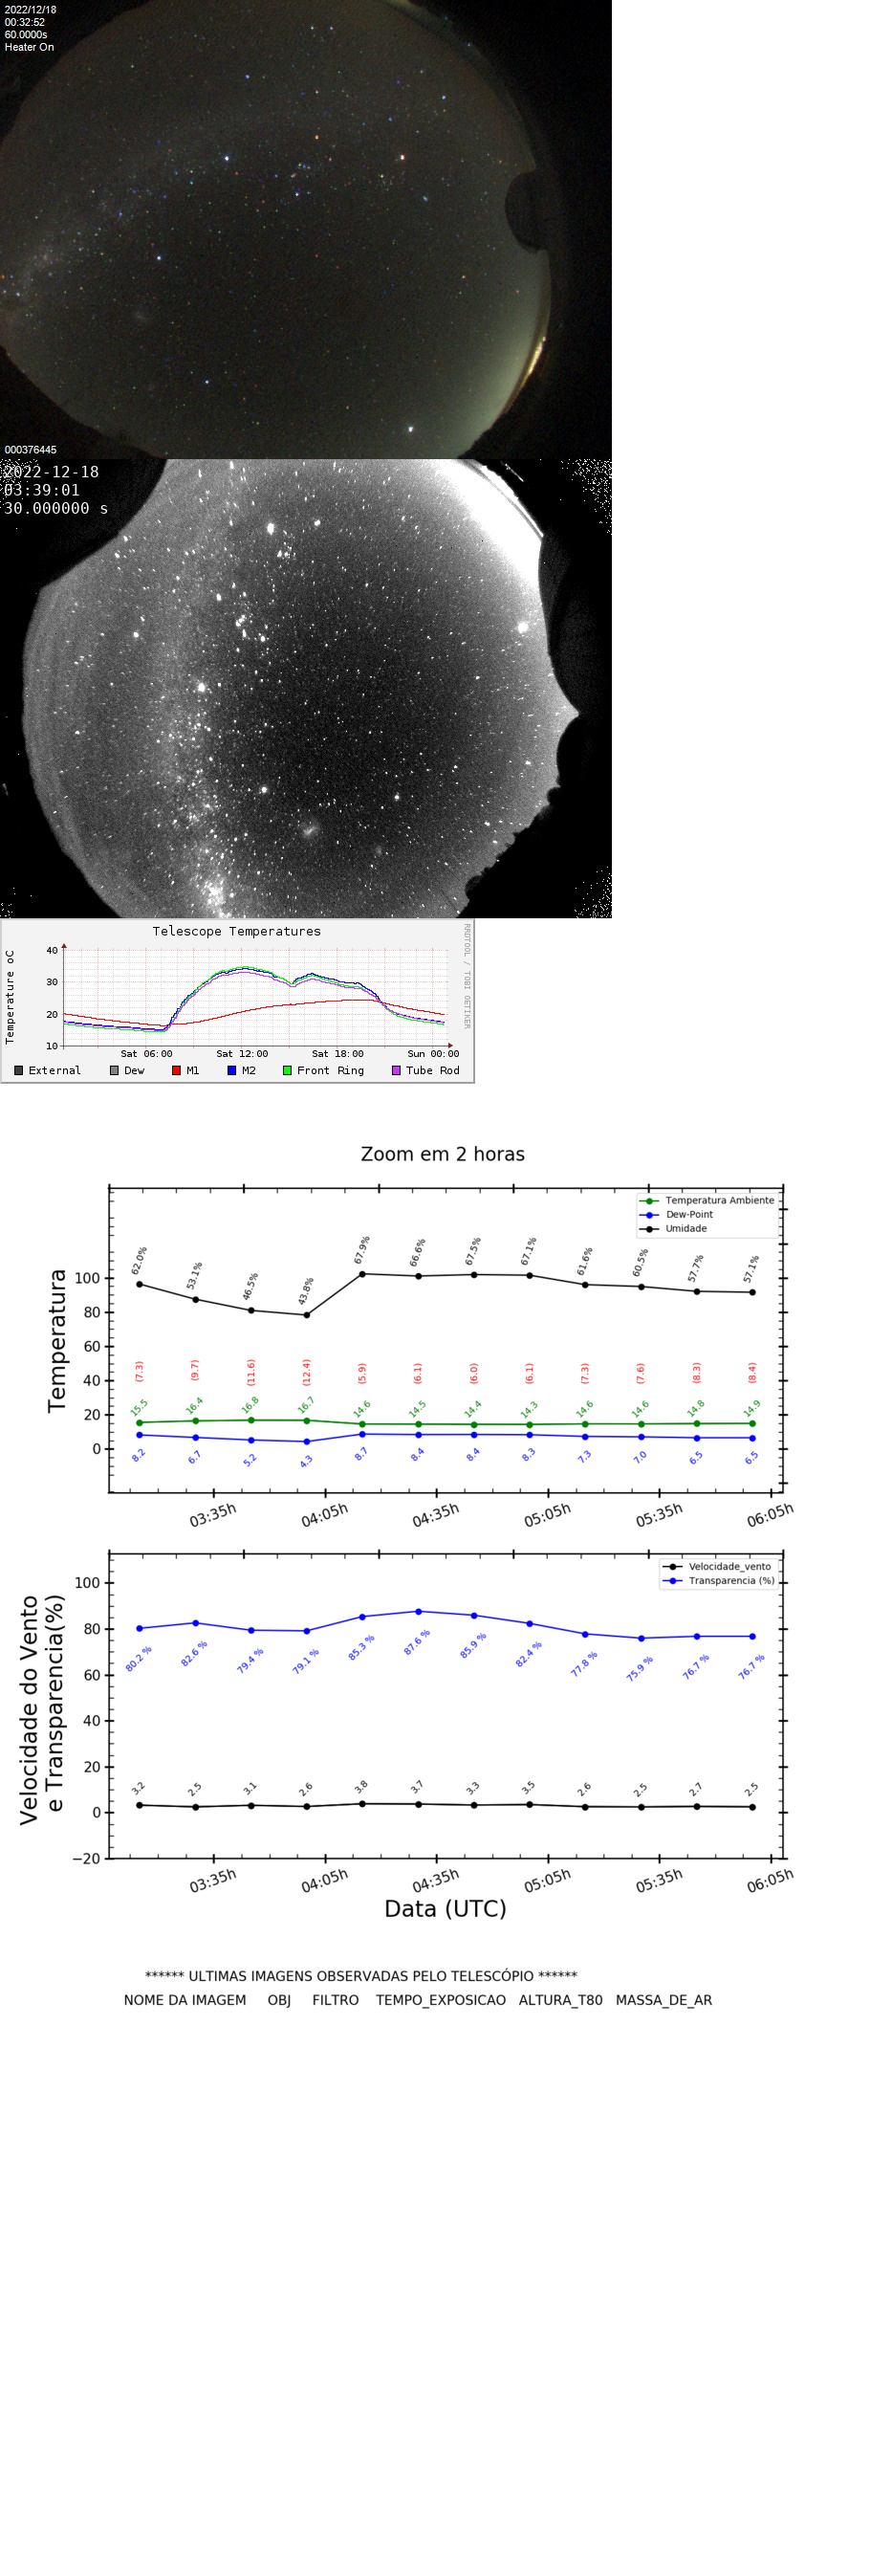 2022/12/18
00:32:52
60.0000s
Heater On
000376445
2022-12-18
03:39:01
30.000000 s
Telescope Temperatures
RRDTOOL / TOBI OETIKER
Temperature oC
40
30
20
10
Sat 06:00 Sat 12:00 Sat 18:00 Sun 00:00
External Dew M1 M2 Front Ring Tube Rod
Zoom em 2 horas
Temperatura Ambiente
Dew-Point
Umidade
Temperatura
100
80
60
40
20
0
62.0% 53.1% 46.5% 43.8% 67.9% 66.6% 67.5% 67.1% 61.6% 60.5% 57.7% 57.1%
(7.3) (9.7) (11.6) (12.4) (5.9) (6.1) (6.0) (6.1) (7.3) (7.6) (8.3) (8.4)
15.5 16.4 16.8 16.7 14.6 14.5 14.4 14.3 14.6 14.6 14.8 14.9
8.2 6.7 5.2 4.3 8.7 8.4 8.4 8.3 7.3 7.0 6.5 6.5
03:35h 04:05h 04:35h 05:05h 05:35h 06:05h
Velocidade_vento
Transparencia (%)
Velocidade do Vento
e Transparencia(%)
100
80
60
40
20
0
−20
80.2 % 82.6 % 79.4 % 79.1 % 85.3 % 87.6 % 85.9 % 82.4 % 77.8 % 75.9 % 76.7 % 76.7 %
3.2 2.5 3.1 2.6 3.8 3.7 3.3 3.5 2.6 2.5 2.7 2.5
03:35h 04:05h 04:35h 05:05h 05:35h 06:05h
Data (UTC)
****** ULTIMAS IMAGENS OBSERVADAS PELO TELESCÓPIO ******
NOME DA IMAGEM OBJ FILTRO TEMPO_EXPOSICAO ALTURA_T80 MASSA_DE_AR